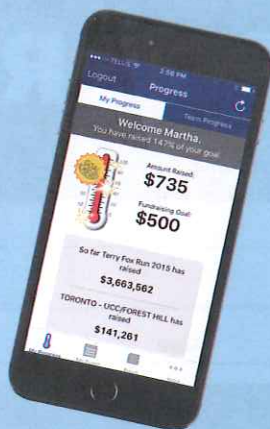 TELUS
2:56 PM
Logout
Progress
My Progress
Team Progress
Welcome Martha,
You have raised 147% of your goal.
Amount Raised:
$735
Fundraising Goal:
$500
So far Terry Fox Run 2015 has
raised
$3,663,562
TORONTO - UCC/FOREST HILL has
raised
$141,261
My Progress